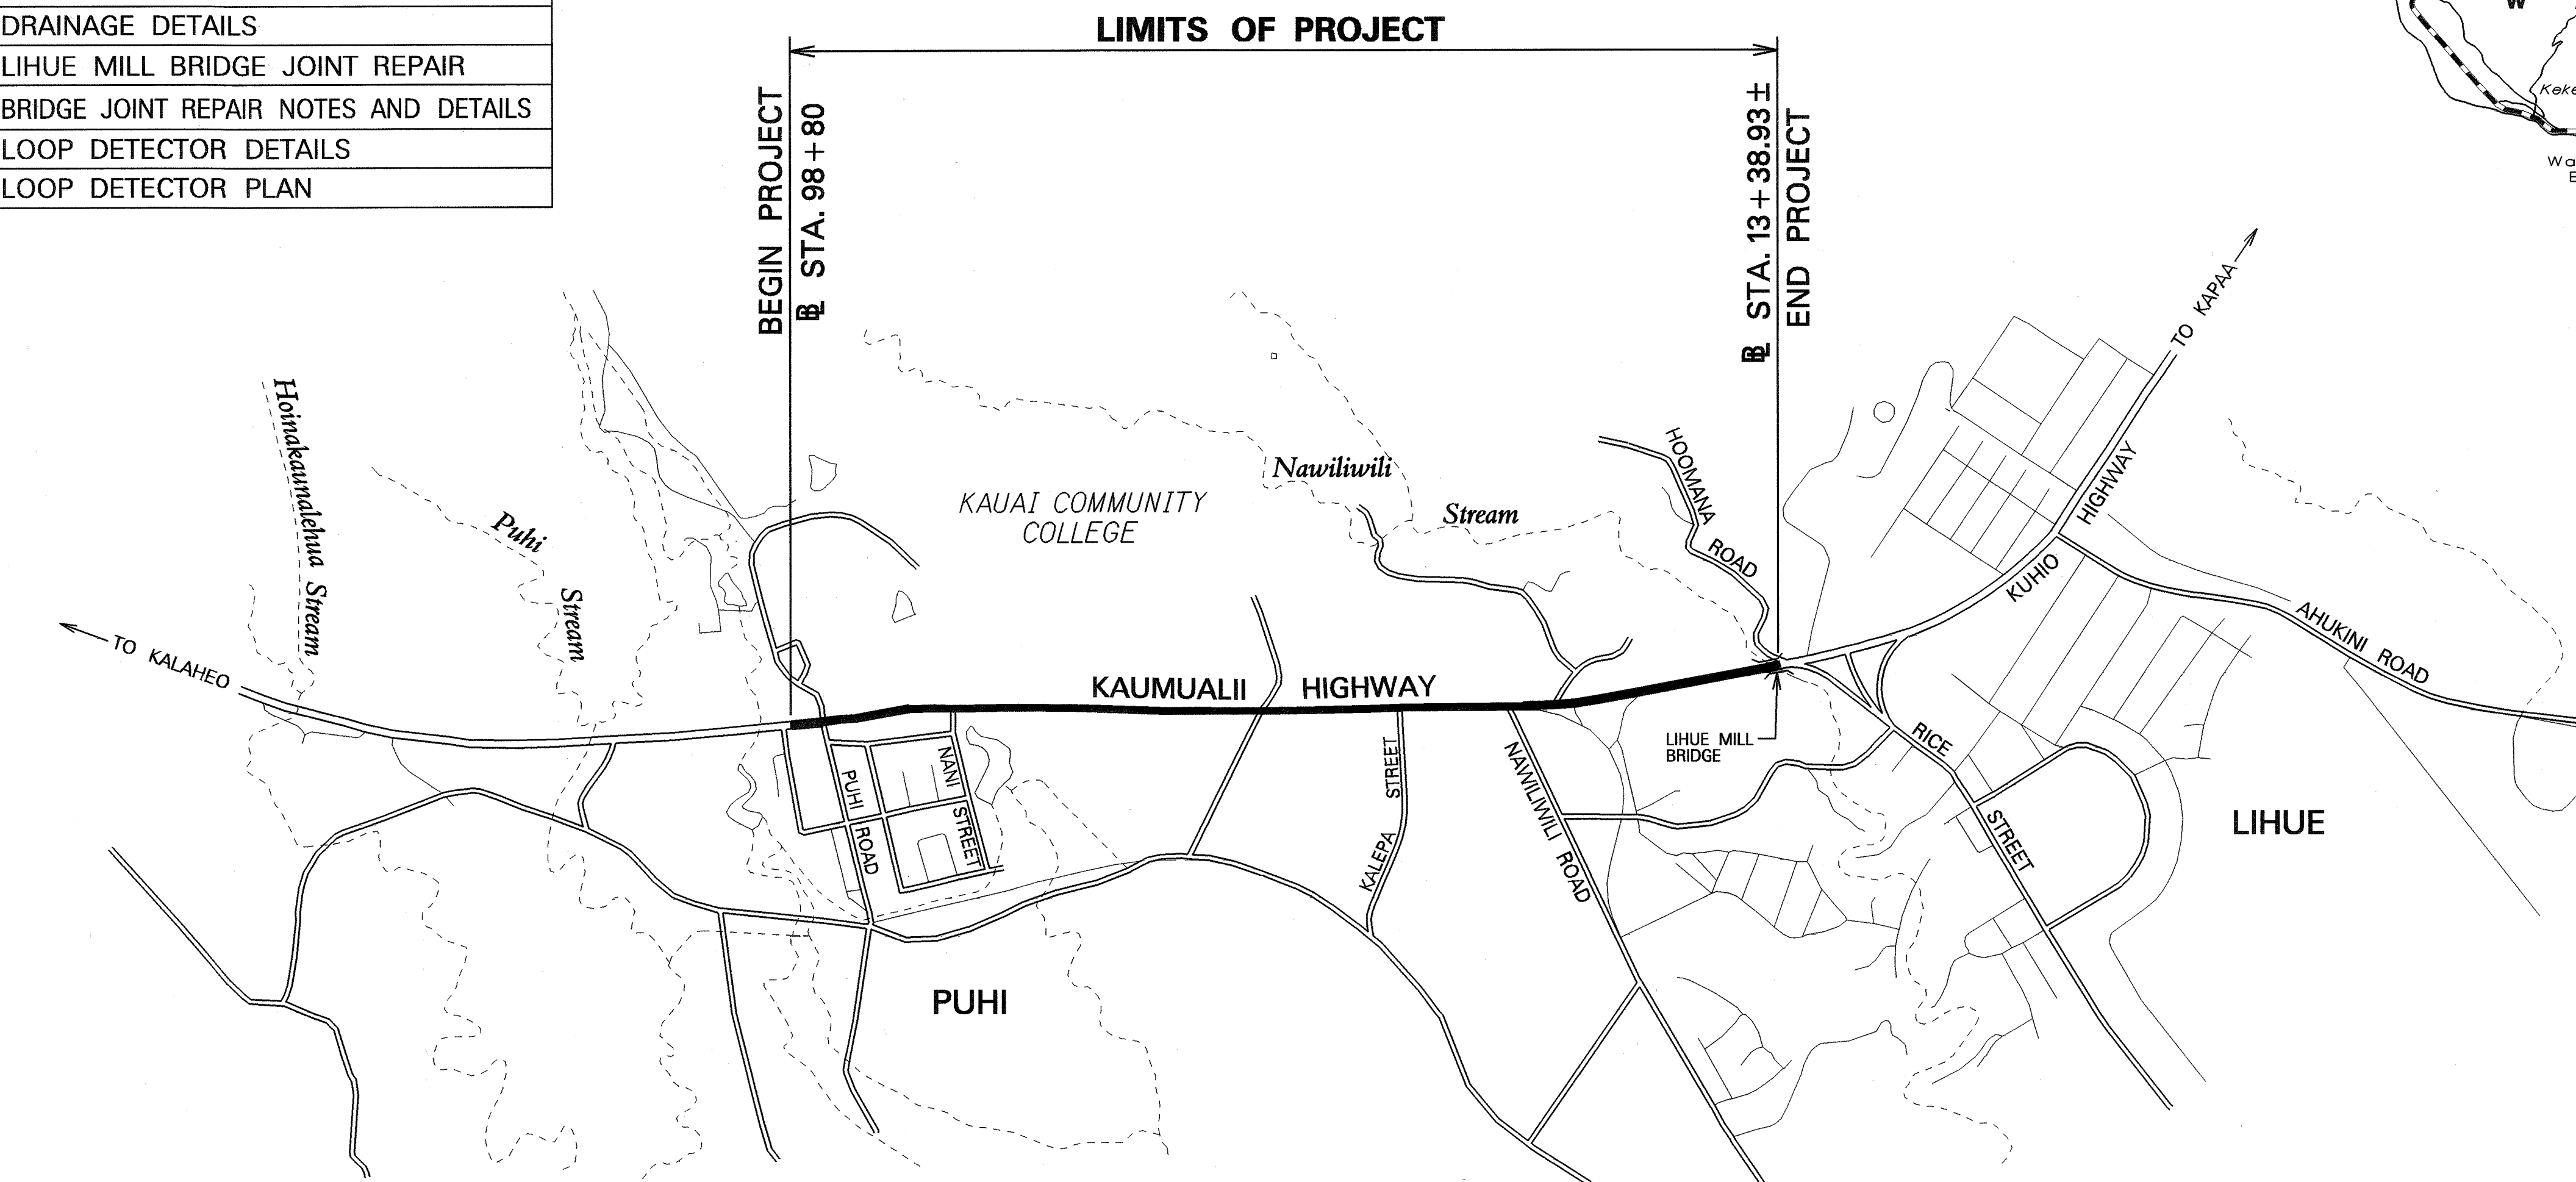 DRAINAGE DETAILS
LIHUE MILL BRIDGE JOINT REPAIR
BRIDGE JOINT REPAIR NOTES AND DETAILS
LOOP DETECTOR DETAILS
LOOP DETECTOR PLAN
LIMITS OF PROJECT
BEGIN PROJECT
BL STA. 98+80
BL STA. 13+38.93±
END PROJECT
W
TO KAPAA
Hoinakaunalehua Stream
Puhi
Stream
KAUAI COMMUNITY
COLLEGE
Nawiliwili
Stream
HOOMANA
ROAD
KUHIO
HIGHWAY
AHUKINI ROAD
TO KALAHEO
KAUMUALII HIGHWAY
LIHUE MILL
BRIDGE
RICE
STREET
PUHI
ROAD
NANI
STREET
KALEPA
STREET
NAWILIWILI ROAD
LIHUE
PUHI